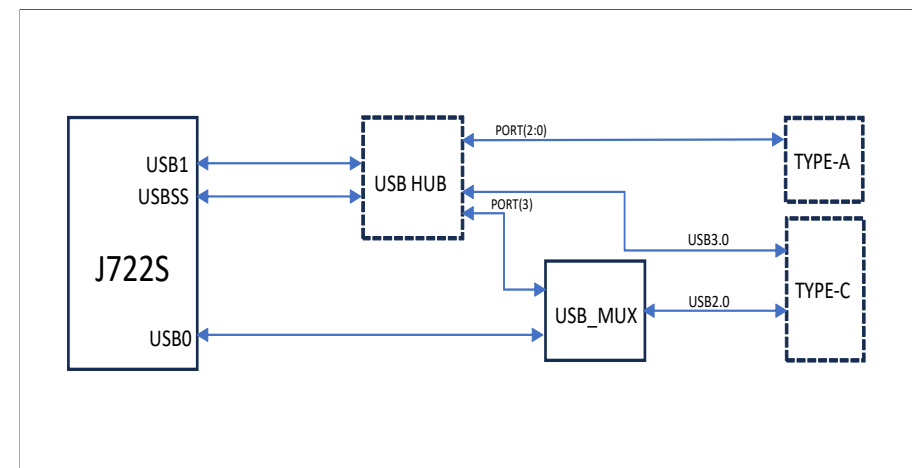 PORT(2:0)
USB1
USB HUB
TYPE-A
USBSS
PORT(3)
USB3.0
J722S
TYPE-C
USB2.0
USB_MUX
USB0